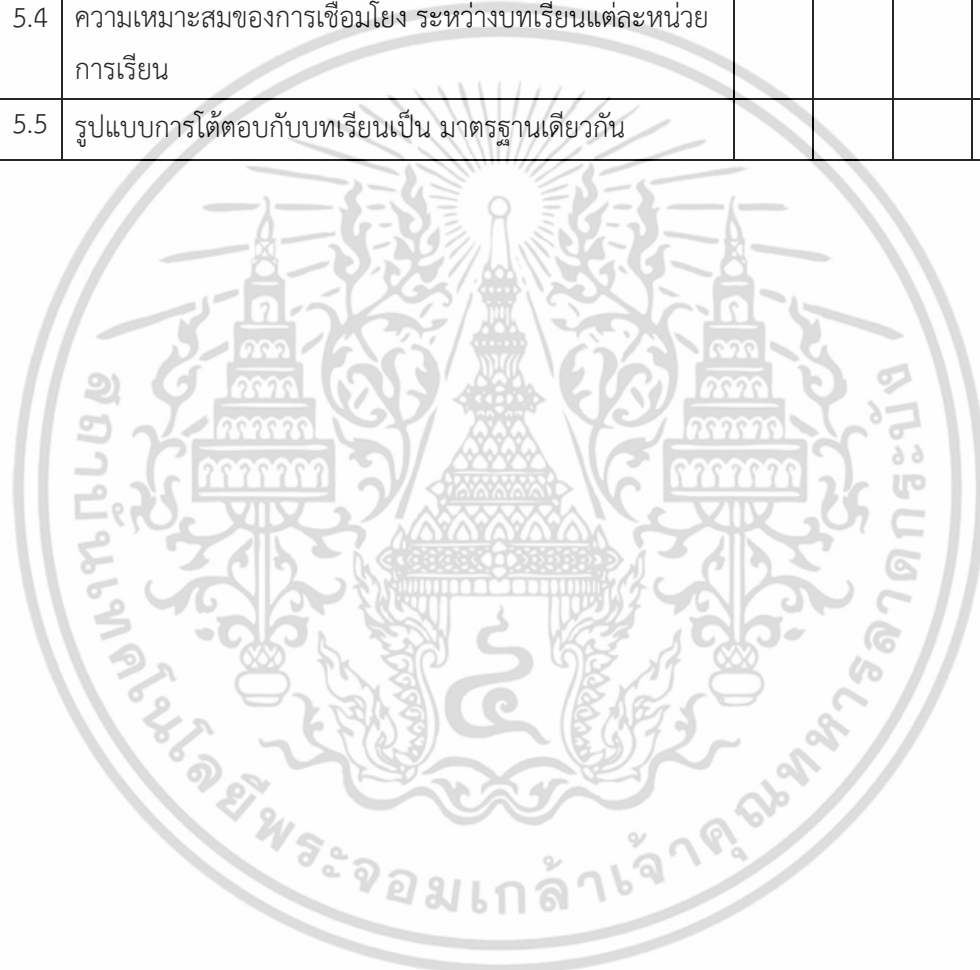 5.4 ความเหมาะสมของการเชื่อมโยง ระหว่างบทเรียนแต่ละหน่วย
การเรียน
5.5 รูปแบบการโต้ตอบกับบทเรียนเป็น มาตรฐานเดียวกัน
๔
สถาบันเทคโนโลยีพระจอมเกล้าเจ้าคุณทหารลาดกระบัง